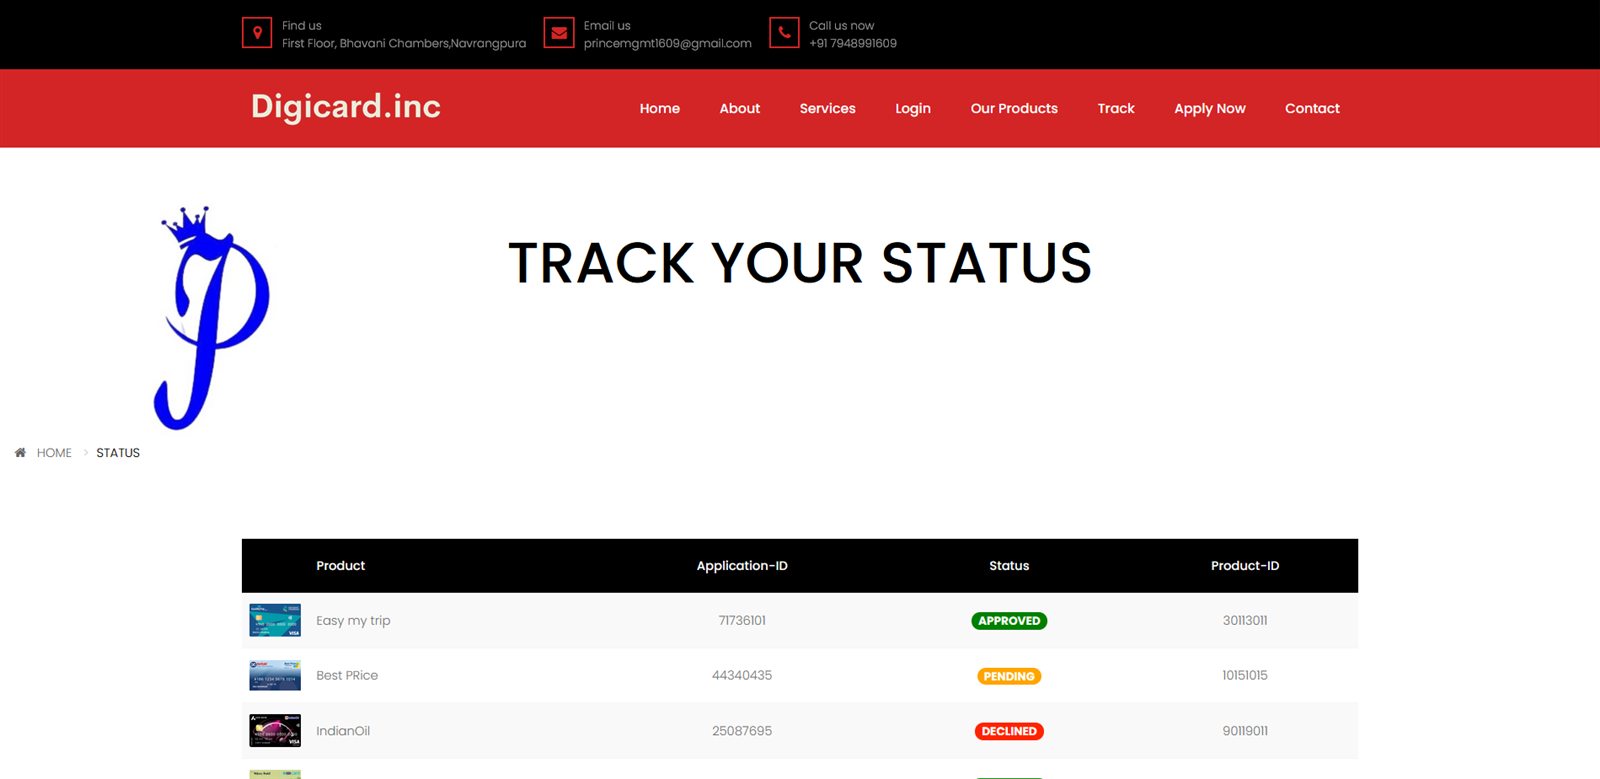 Find us
First Floor, Bhavani Chambers,Navrangpura
Email us
princemgmt1609@gmail.com
Call us now
+91 7948991609
Digicard.inc
Home About Services Login Our Products Track Apply Now Contact
TRACK YOUR STATUS
HOME > STATUS
Product Application-ID Status Product-ID
Easy my trip 71736101 APPROVED 30113011
Best PRice 44340435 PENDING 10151015
IndianOil 25087695 DECLINED 90119011
VISA
VISA